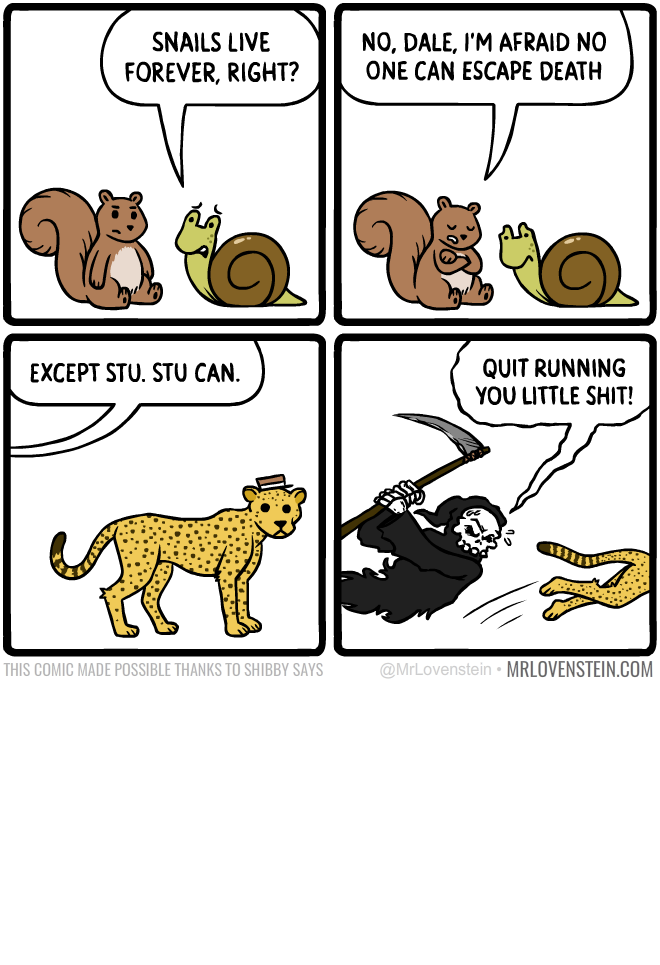 SNAILS LIVE
FOREVER, RIGHT?
NO, DALE, I'M AFRAID NO
ONE CAN ESCAPE DEATH
EXCEPT STU. STU CAN.
QUIT RUNNING
YOU LITTLE SHIT!
THIS COMIC MADE POSSIBLE THANKS TO SHIBBY SAYS
@MrLovenstein • MRLOVENSTEIN.COM